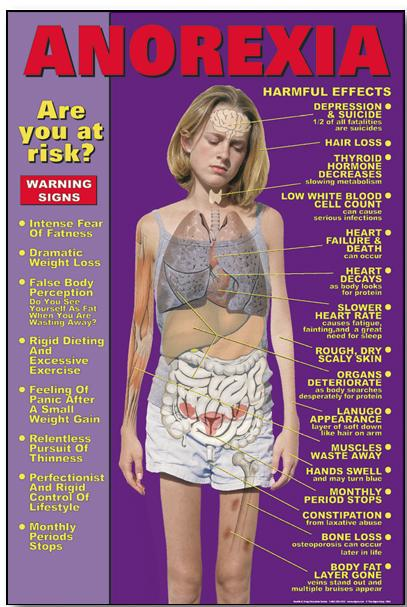 ANOREXIA
Are
you at
risk?
WARNING
SIGNS
Intense Fear
Of Fatness
Dramatic
Weight Loss
False Body
Perception
Do You See
Yourself As Fat
When You Are
Wasting Away?
Rigid Dieting
And
Excessive
Exercise
Feeling Of
Panic After
A Small
Weight Gain
Relentless
Pursuit Of
Thinness
Perfectionist
And Rigid
Control Of
Lifestyle
Monthly
Periods
Stops
HARMFUL EFFECTS
DEPRESSION
& SUICIDE
1/2 of all fatalities
are suicides
HAIR LOSS
THYROID
HORMONE
DECREASES
slowing metabolism
LOW WHITE BLOOD
CELL COUNT
can cause
serious infections
HEART
FAILURE &
DEATH
can occur
HEART
DECAYS
as body looks
for protein
SLOWER
HEART RATE
causes fatigue,
fainting,and a great
need for sleep
ROUGH, DRY
SCALY SKIN
ORGANS
DETERIORATE
as body searches
desperately for protein
LANUGO
APPEARANCE
layer of soft down
like hair on arm
MUSCLES
WASTE AWAY
HANDS SWELL
and may turn blue
MONTHLY
PERIOD STOPS
CONSTIPATION
from laxative abuse
BONE LOSS
osteoporosis can occur
later in life
BODY FAT
LAYER GONE
veins stand out and
multiple bruises appear